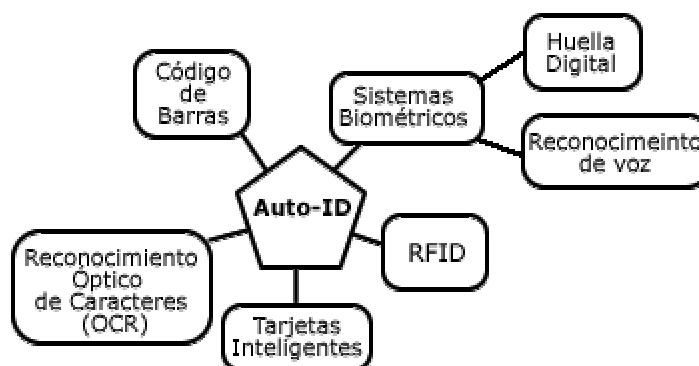 Huella
Digital
Código
de
Barras
Sistemas
Biométricos
Reconocimeinto
de voz
Auto-ID
RFID
Reconocimiento
Óptico
de Caracteres
(OCR)
Tarjetas
Inteligentes